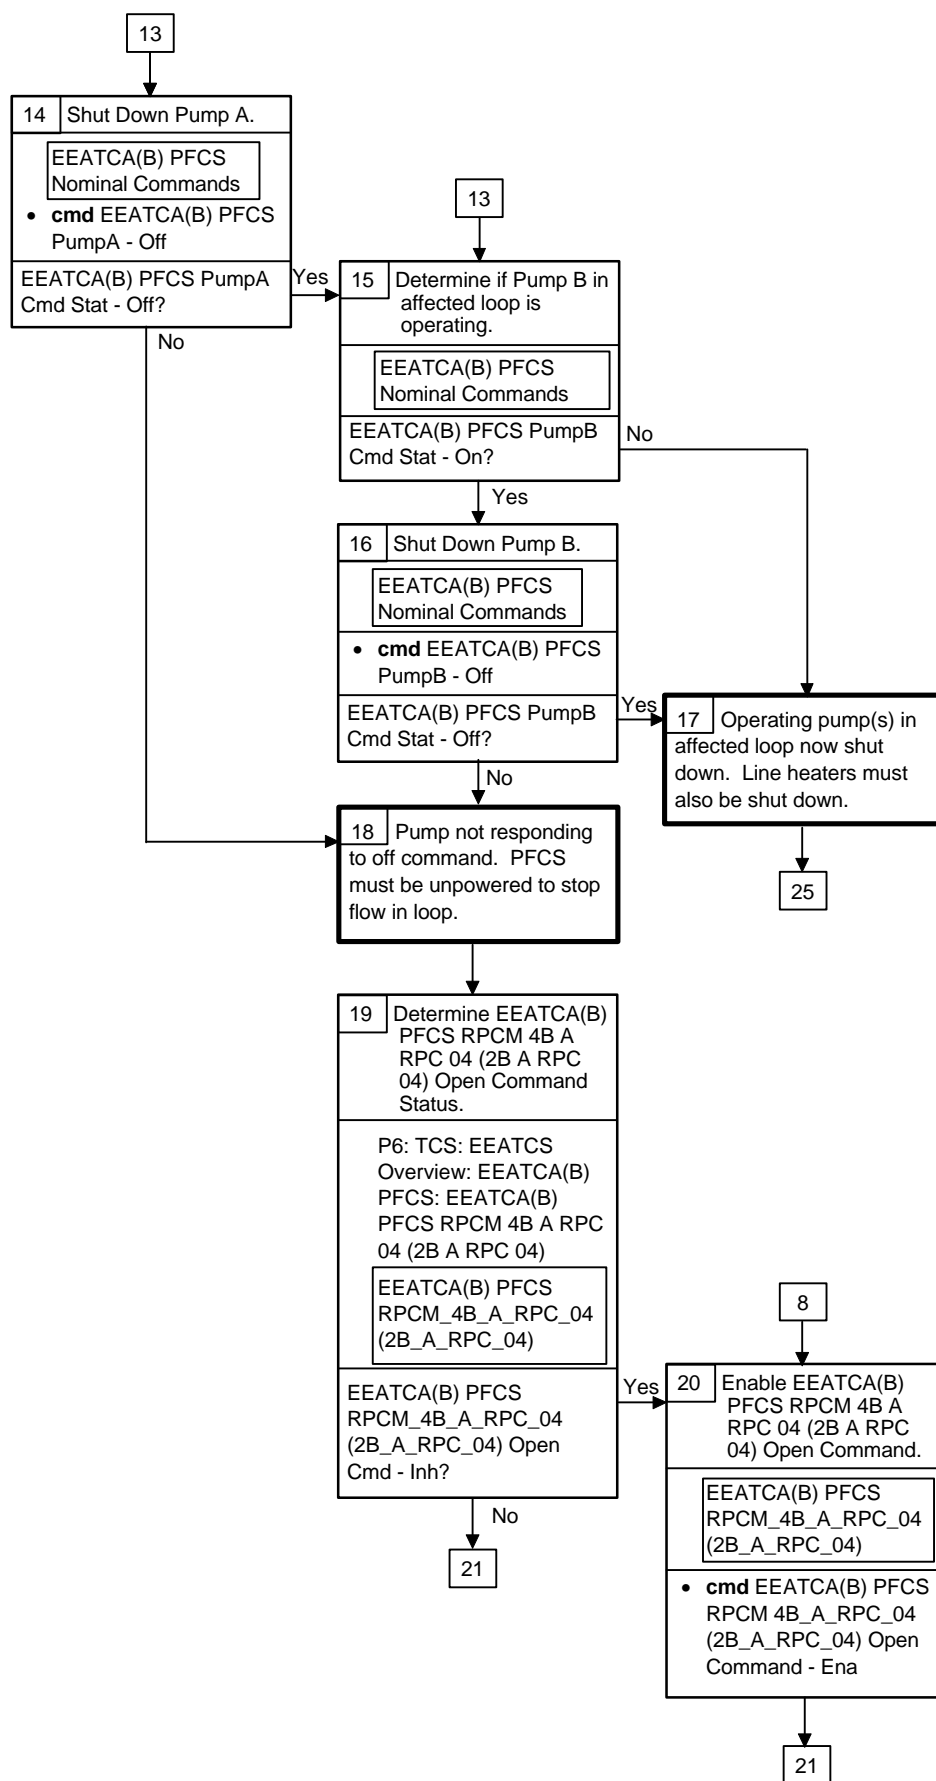 13
14 Shut Down Pump A.
EEATCA(B) PFCS
Nominal Commands
• cmd EEATCA(B) PFCS
PumpA - Off
EEATCA(B) PFCS PumpA
Cmd Stat - Off?
Yes
No
13
15 Determine if Pump B in
affected loop is
operating.
EEATCA(B) PFCS
Nominal Commands
EEATCA(B) PFCS PumpB
Cmd Stat - On?
No
Yes
16 Shut Down Pump B.
EEATCA(B) PFCS
Nominal Commands
• cmd EEATCA(B) PFCS
PumpB - Off
EEATCA(B) PFCS PumpB
Cmd Stat - Off?
Yes
No
17 Operating pump(s) in
affected loop now shut
down. Line heaters must
also be shut down.
25
18 Pump not responding
to off command. PFCS
must be unpowered to stop
flow in loop.
19 Determine EEATCA(B)
PFCS RPCM 4B A
RPC 04 (2B A RPC
04) Open Command
Status.
P6: TCS: EEATCS
Overview: EEATCA(B)
PFCS: EEATCA(B)
PFCS RPCM 4B A RPC
04 (2B A RPC 04)
EEATCA(B) PFCS
RPCM_4B_A_RPC_04
(2B_A_RPC_04)
EEATCA(B) PFCS
RPCM_4B_A_RPC_04
(2B_A_RPC_04) Open
Cmd - Inh?
Yes
No
21
8
20 Enable EEATCA(B)
PFCS RPCM 4B A
RPC 04 (2B A RPC
04) Open Command.
EEATCA(B) PFCS
RPCM_4B_A_RPC_04
(2B_A_RPC_04)
• cmd EEATCA(B) PFCS
RPCM 4B_A_RPC_04
(2B_A_RPC_04) Open
Command - Ena
21